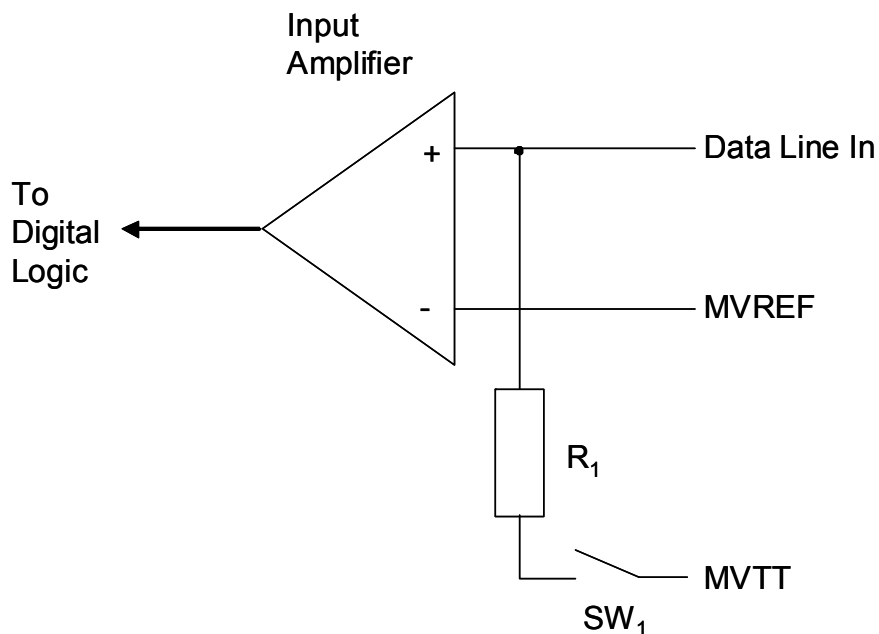 Input
Amplifier
+
Data Line In
To
Digital
Logic
-
MVREF
R1
MVTT
SW1